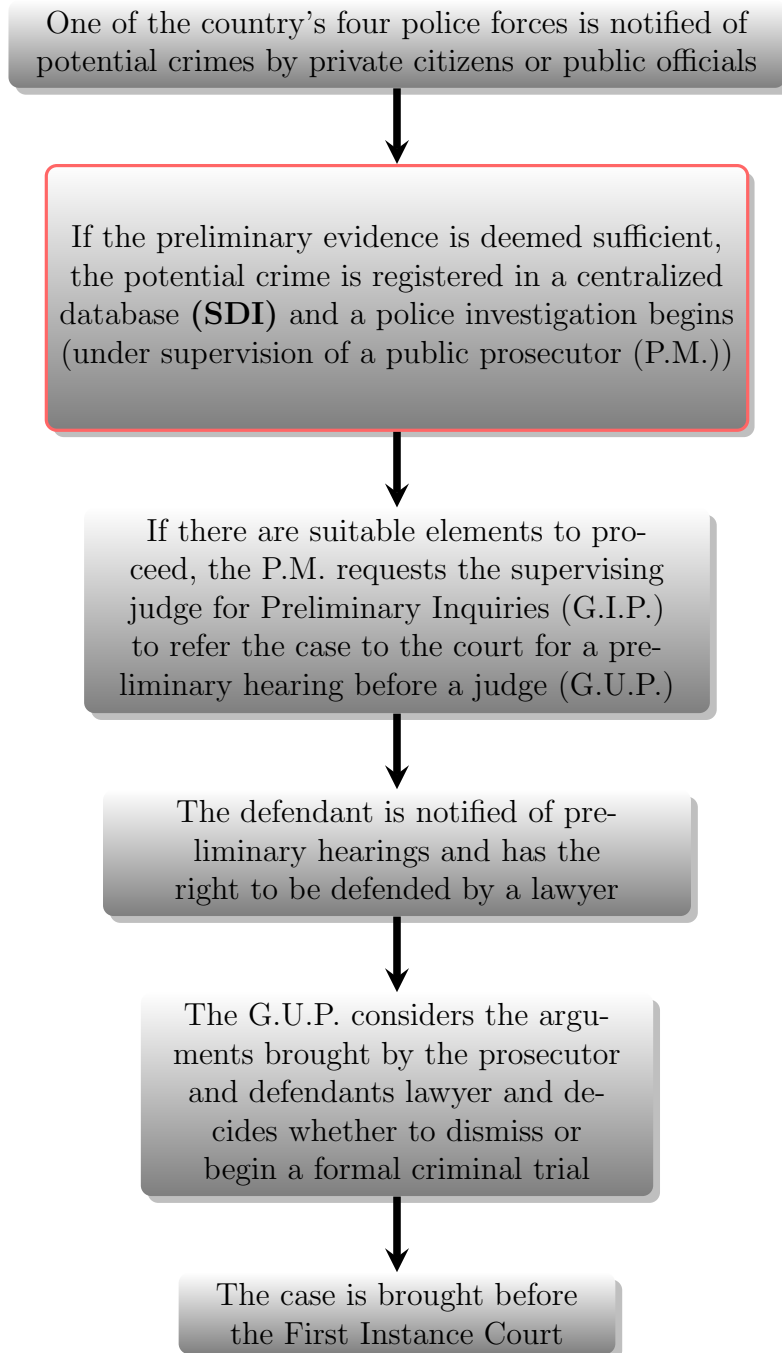 One of the country's four police forces is notified of
potential crimes by private citizens or public officials
If the preliminary evidence is deemed sufficient,
the potential crime is registered in a centralized
database (SDI) and a police investigation begins
(under supervision of a public prosecutor (P.M.))
If there are suitable elements to pro-
ceed, the P.M. requests the supervising
judge for Preliminary Inquiries (G.I.P.)
to refer the case to the court for a pre-
liminary hearing before a judge (G.U.P.)
The defendant is notified of pre-
liminary hearings and has the
right to be defended by a lawyer
The G.U.P. considers the argu-
ments brought by the prosecutor
and defendants lawyer and de-
cides whether to dismiss or
begin a formal criminal trial
The case is brought before
the First Instance Court